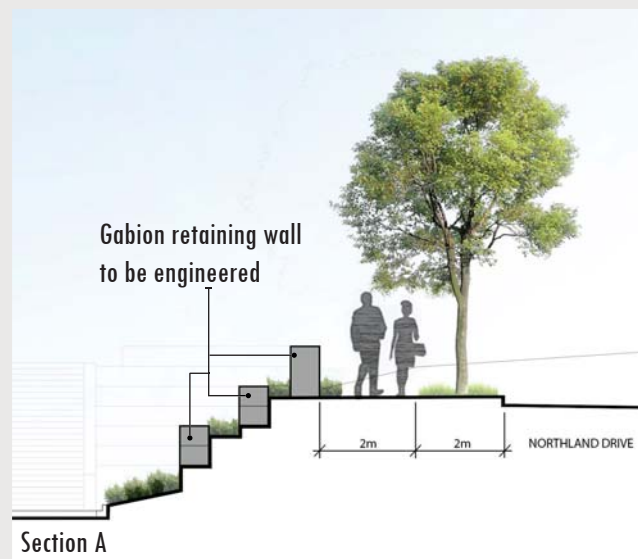 Gabion retaining wall
to be engineered
2m
2m
NORTHLAND DRIVE
Section A